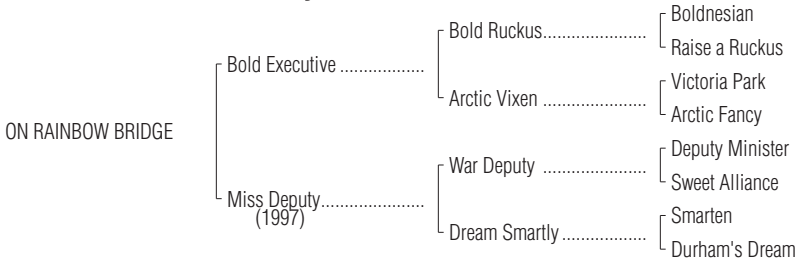 Boldnesian
Bold Ruckus......................
Raise a Ruckus
Bold Executive ..................
Victoria Park
Arctic Vixen ......................
Arctic Fancy
ON RAINBOW BRIDGE
Deputy Minister
War Deputy ......................
Sweet Alliance
Miss Deputy......................
(1997)
Smarten
Dream Smartly..................
Durham's Dream